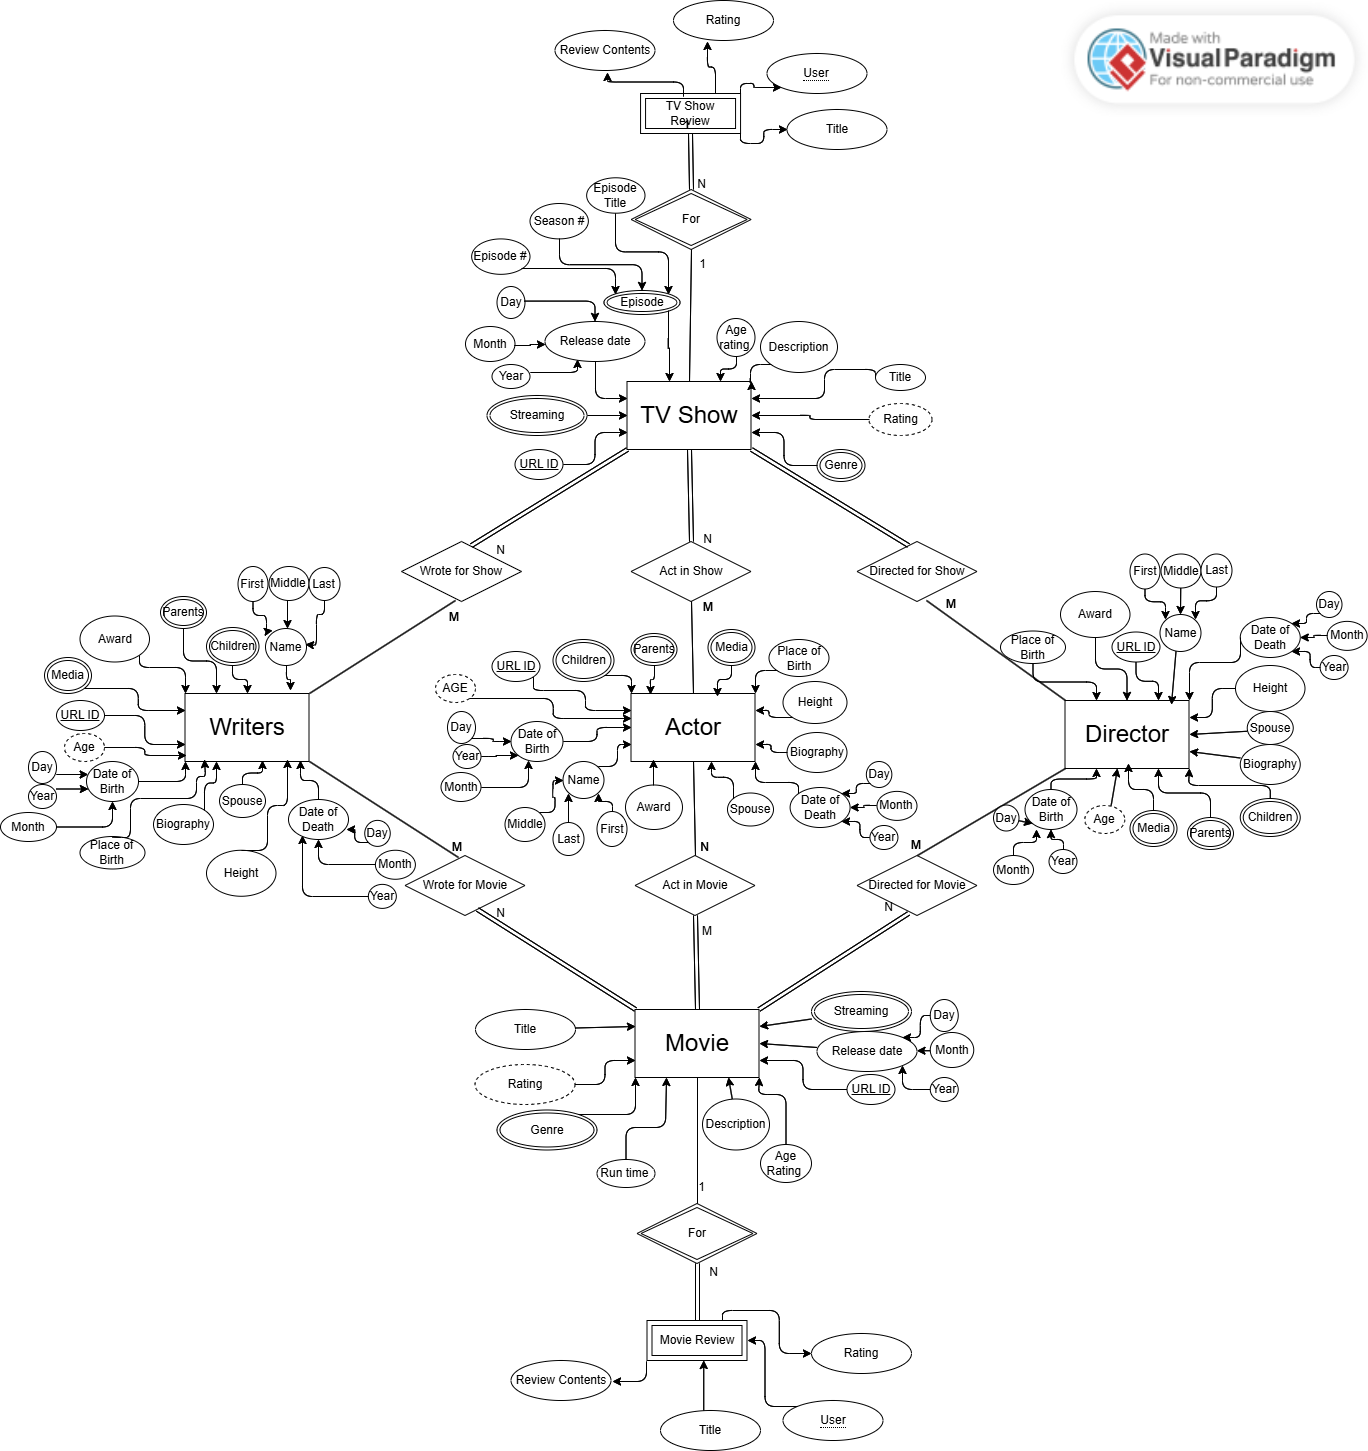 Made with
Visual Paradigm
For non-commercial use
Rating
Review Contents
User
TV Show
Review
Title
N
For
1
Episode
Title
Season #
Episode #
Episode
Day
Release date
Month
Year
Age
rating
Description
Title
Rating
TV Show
Streaming
URL ID
Genre
N
Wrote for Show
M
N
Act in Show
M
Directed for Show
M
First
Middle
Last
Parents
Award
Children
Name
Media
URL ID
Age
Writers
Day
Year
Date of
Birth
Month
Place of
Birth
Biography
Spouse
Height
Date of
Death
Day
Month
Year
URL ID
Children
Parents
Media
Place of
Birth
AGE
Height
Actor
Day
Year
Date of
Birth
Month
Biography
Name
Middle
Last
First
Award
Spouse
Date of
Death
Day
Month
Year
First
Middle
Last
Award
Place of
Birth
URL ID
Name
Date of
Death
Day
Month
Year
Height
Director
Spouse
Biography
Day
Date of
Birth
Month
Year
Age
Media
Parents
Children
M
Wrote for Movie
N
N
Act in Movie
M
M
Directed for Movie
N
Title
Movie
Streaming
Day
Release date
Month
URL ID
Year
Rating
Genre
Run time
Description
Age
Rating
1
For
N
Movie Review
Rating
Review Contents
User
Title